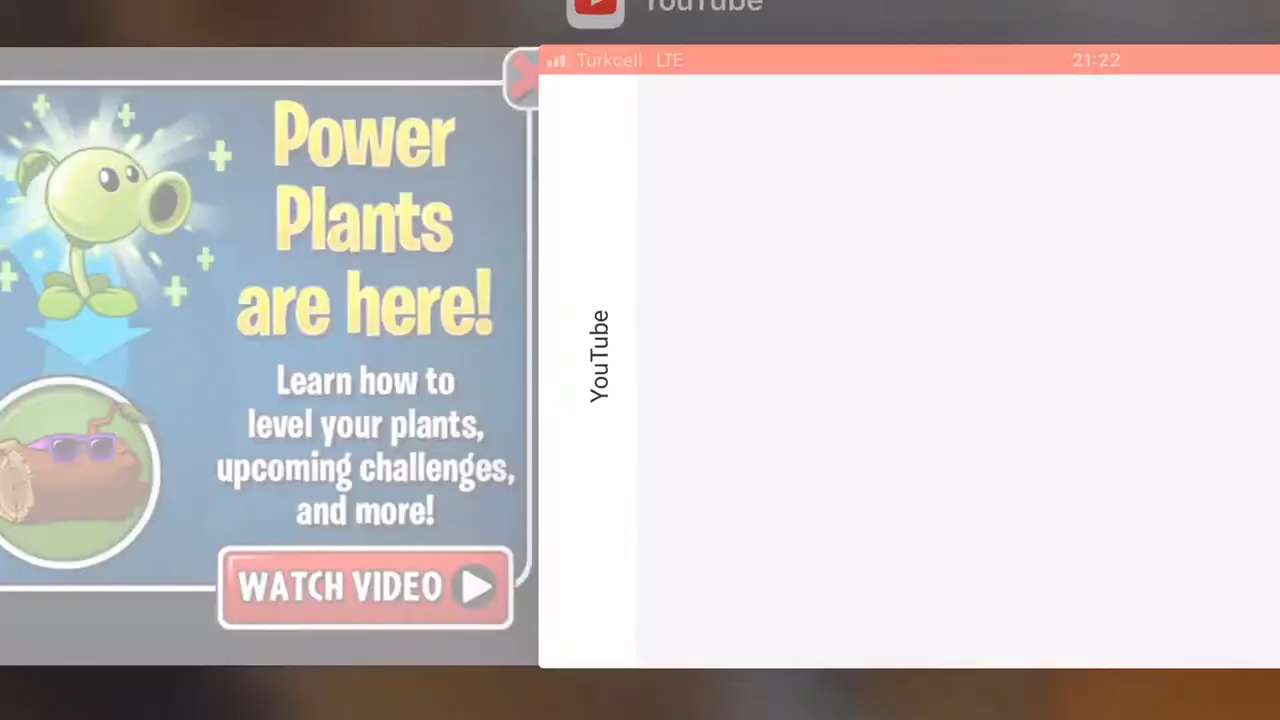 YouTube
Turkcell LTE 21:22
Power
Plants
are here!
Learn how to
level your plants,
upcoming challenges,
and more!
WATCH VIDEO
YouTube